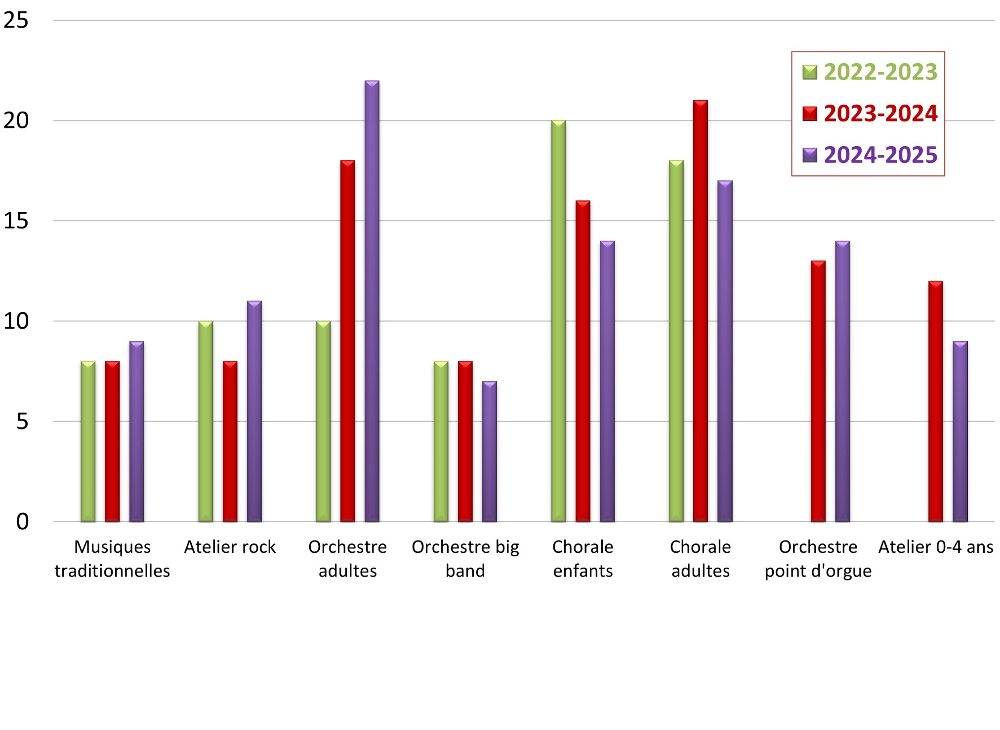 25
20
15
10
5
0
2022-2023
2023-2024
2024-2025
Musiques
traditionnelles
Atelier rock
Orchestre
adultes
Orchestre big
band
Chorale
enfants
Chorale
adultes
Orchestre
point d'orgue
Atelier 0-4 ans